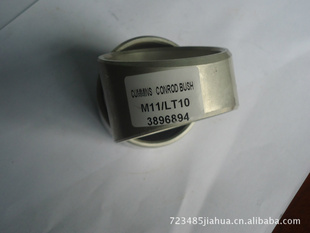 CUMMINS CONROD BUSH
M11/LT10
3896894
723485jiahua.cn.alibaba.com